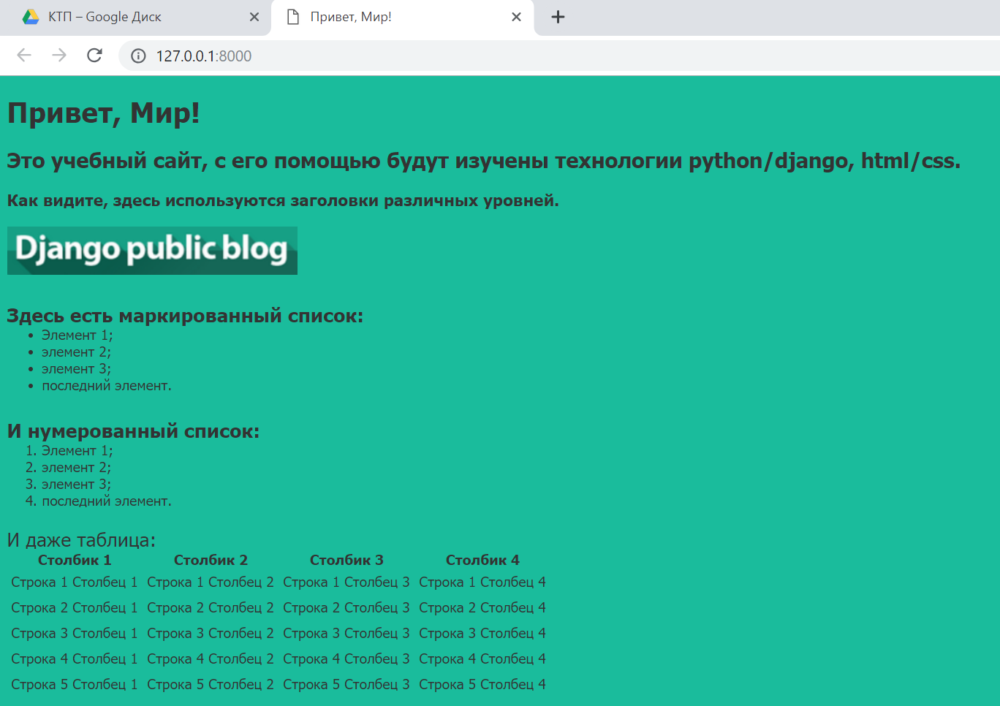 КТП – Google Диск
Привет, Мир!
127.0.0.1:8000
Привет, Мир!
Это учебный сайт, с его помощью будут изучены технологии python/django, html/css.
Как видите, здесь используются заголовки различных уровней.
Django public blog
Здесь есть маркированный список:
• Элемент 1;
• элемент 2;
• элемент 3;
• последний элемент.
И нумерованный список:
1. Элемент 1;
2. элемент 2;
3. элемент 3;
4. последний элемент.
И даже таблица:
Столбик 1 Столбик 2 Столбик 3 Столбик 4
Строка 1 Столбец 1 Строка 1 Столбец 2 Строка 1 Столбец 3 Строка 1 Столбец 4
Строка 2 Столбец 1 Строка 2 Столбец 2 Строка 2 Столбец 3 Строка 2 Столбец 4
Строка 3 Столбец 1 Строка 3 Столбец 2 Строка 3 Столбец 3 Строка 3 Столбец 4
Строка 4 Столбец 1 Строка 4 Столбец 2 Строка 4 Столбец 3 Строка 4 Столбец 4
Строка 5 Столбец 1 Строка 5 Столбец 2 Строка 5 Столбец 3 Строка 5 Столбец 4